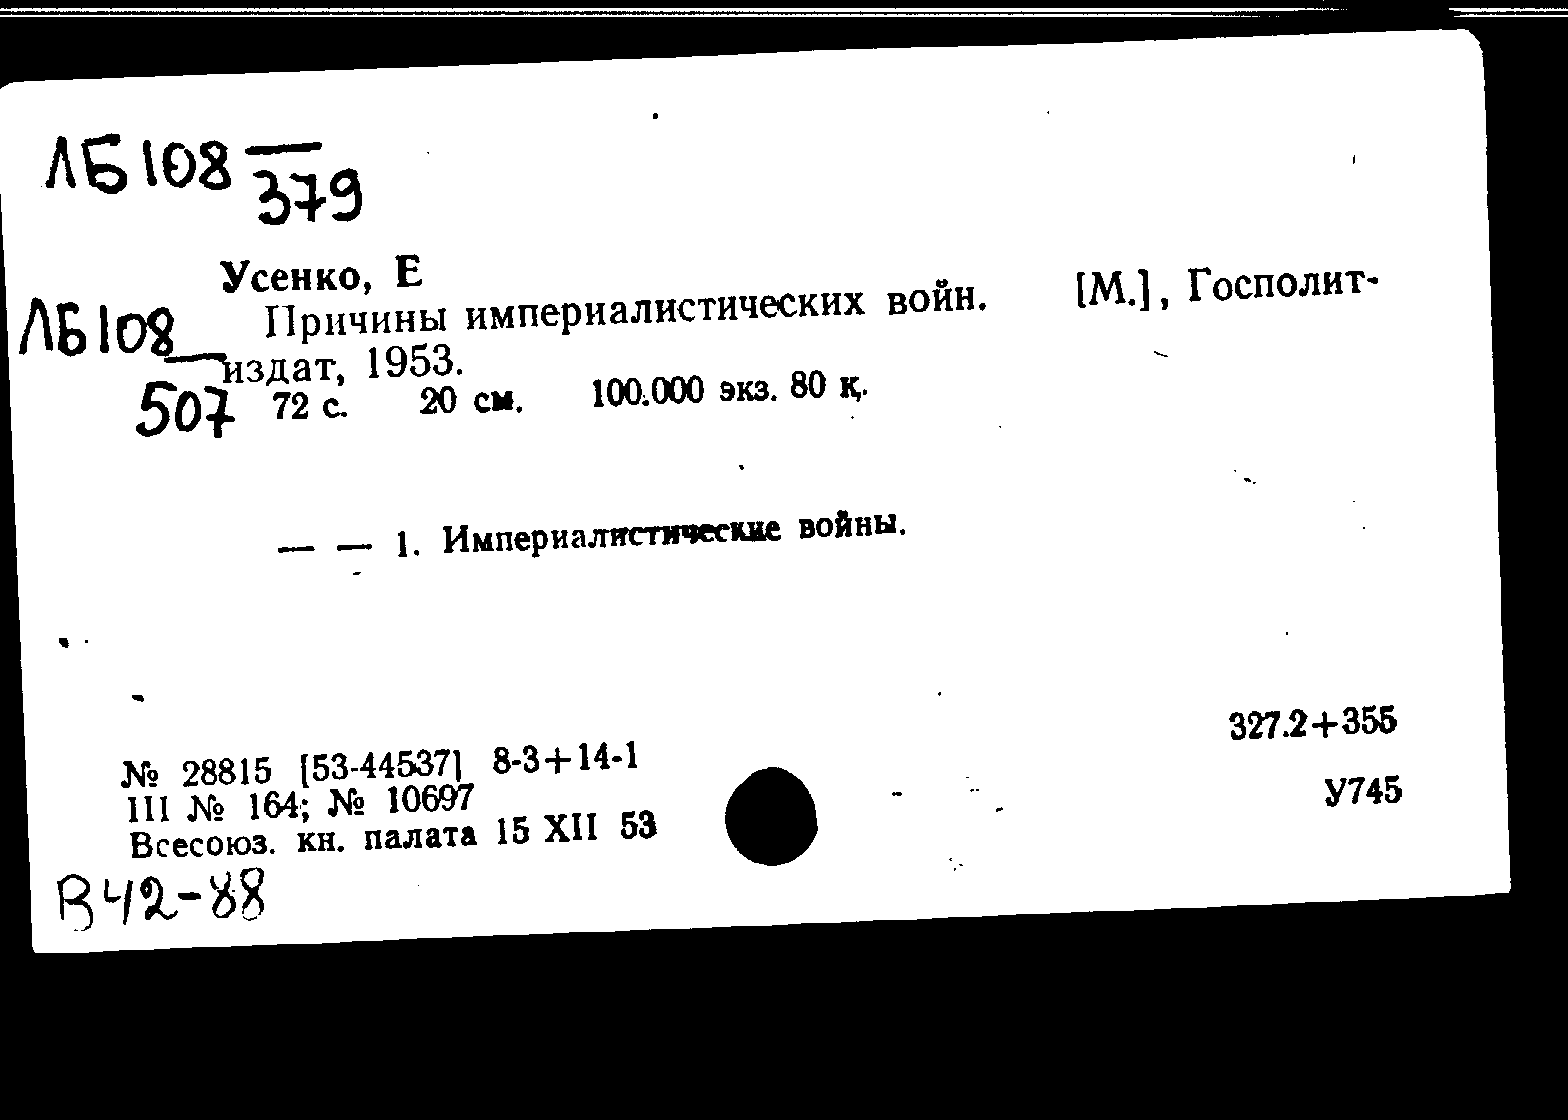 ЛБ108
379
Усенко, Е
ЛБ108
Причины империалистических войн. [М.], Господит-
издат, 1953.
507
72 с. 20 см. 100.000 экз. 80 к.
— — 1. Империалистические войны.
327.2+355
№ 28815 [53-44537] 8-3+14-1
III № 164; № 10697
У745
Всесоюз. кн. палата 15 XII 53
В42-88